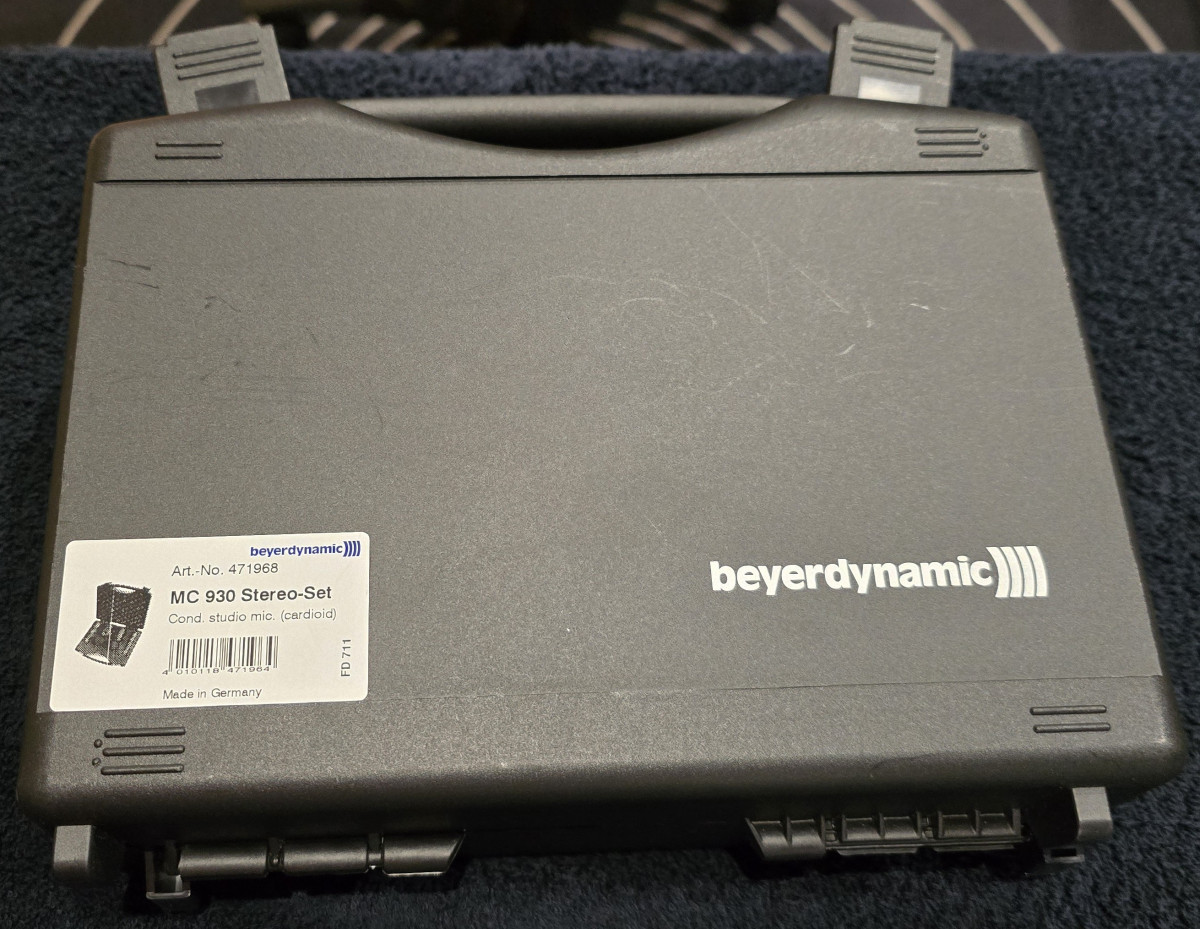 beyerdynamic
Art.-No. 471968
MC 930 Stereo-Set
Cond. studio mic. (cardioid)
4 010118 471964
FD 711
Made in Germany
beyerdynamic